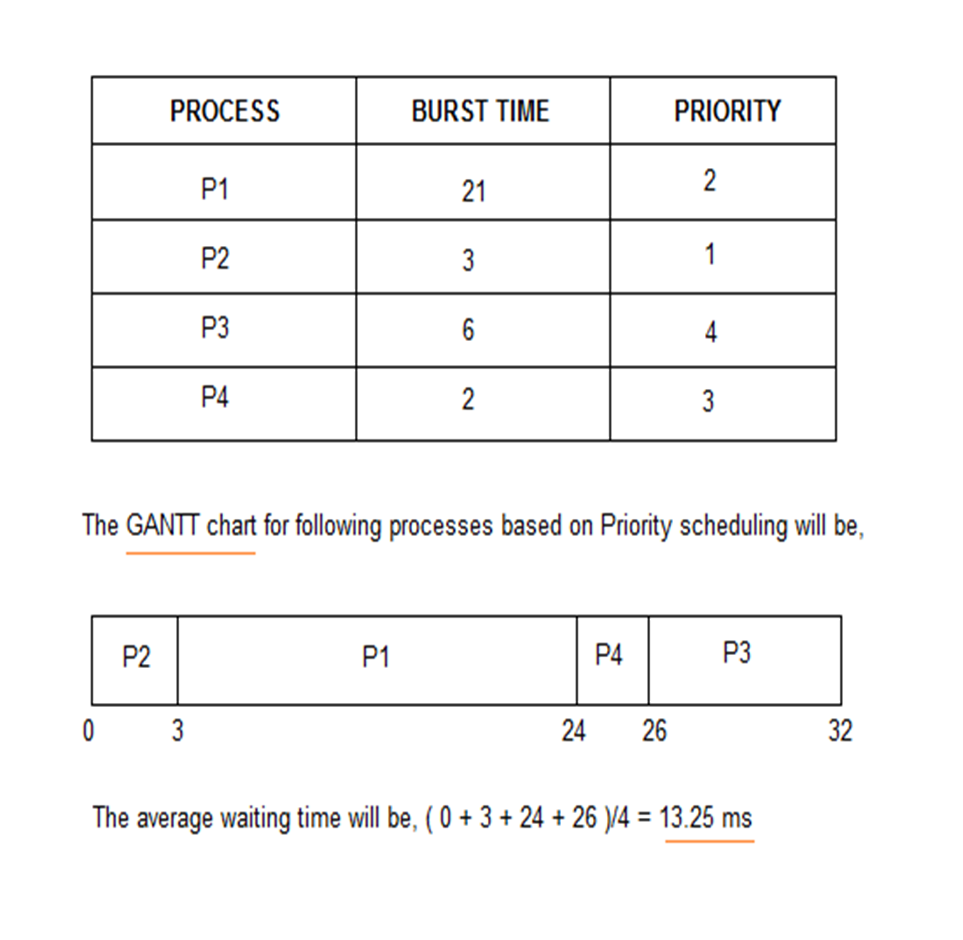 PROCESS BURST TIME PRIORITY
P1 21 2
P2 3 1
P3 6 4
P4 2 3
The GANTT chart for following processes based on Priority scheduling will be,
P2 P1 P4 P3
0 3 24 26 32
The average waiting time will be, ( 0 + 3 + 24 + 26 )/4 = 13.25 ms